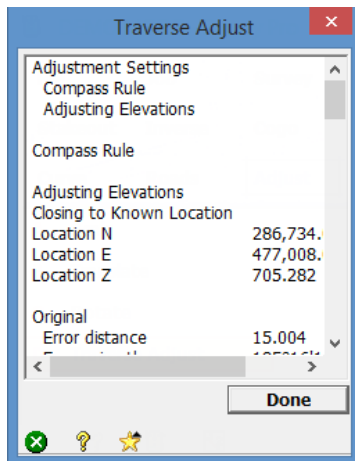 Traverse Adjust
Adjustment Settings
Compass Rule
Adjusting Elevations
Compass Rule
Adjusting Elevations
Closing to Known Location
Location N 286,734.
Location E 477,008.
Location Z 705.282
Original
Error distance 15.004
Done